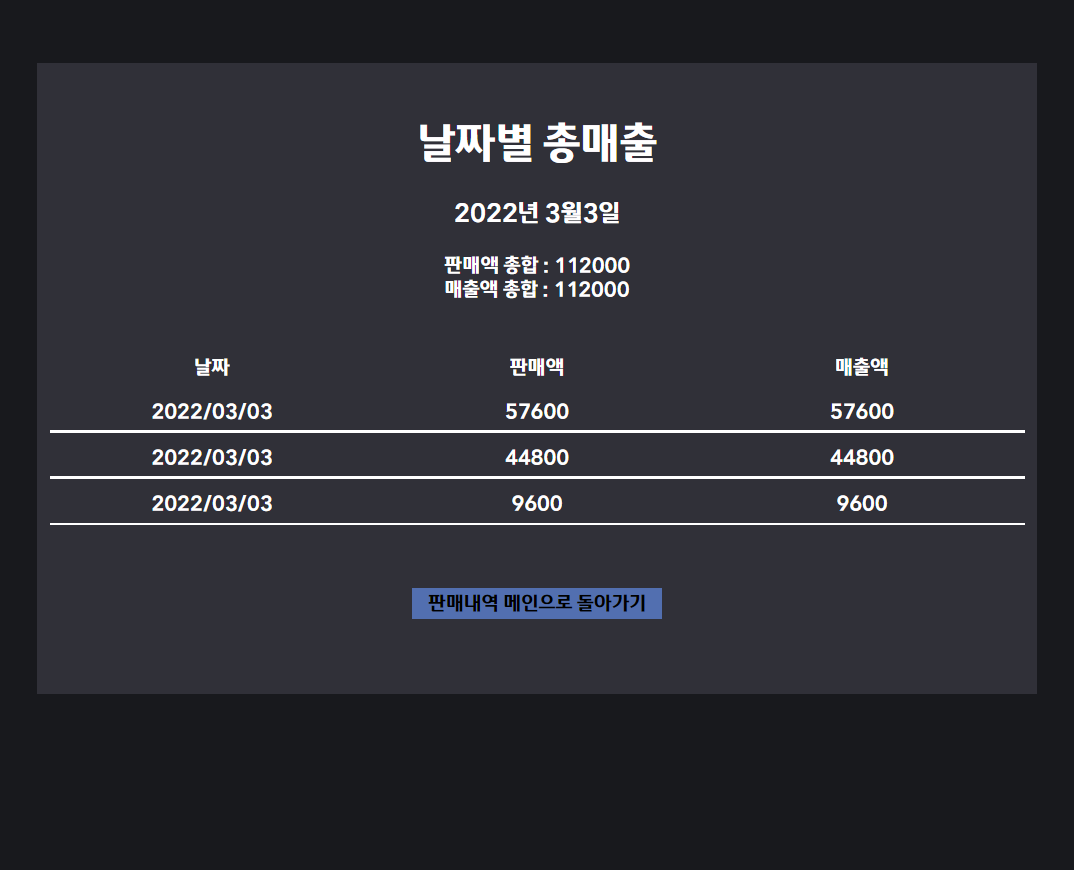 날짜별 총매출
2022년 3월3일
판매액 총합 : 112000
매출액 총합 : 112000
날짜 판매액 매출액
2022/03/03 57600 57600
2022/03/03 44800 44800
2022/03/03 9600 9600
판매내역 메인으로 돌아가기